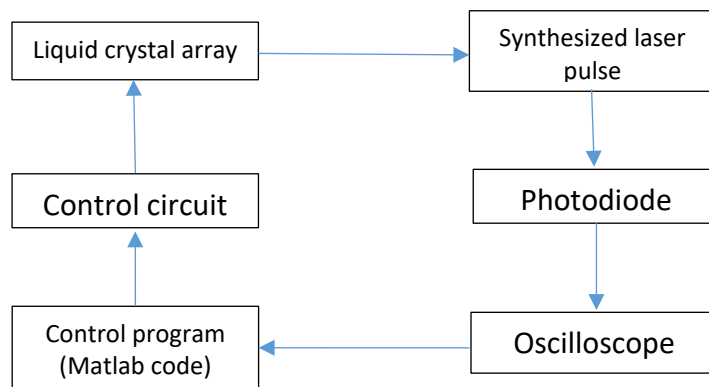 Liquid crystal array
Synthesized laser
pulse
Control circuit
Photodiode
Control program
(Matlab code)
Oscilloscope